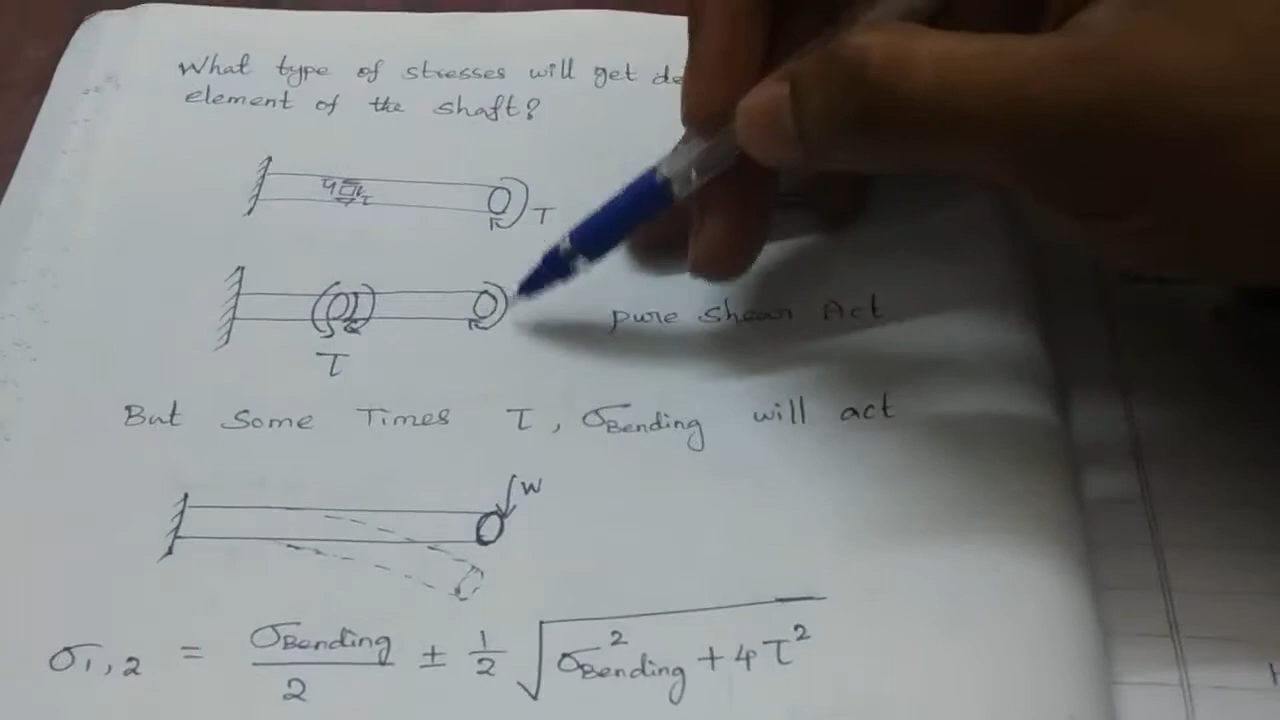 What type of stresses will get de
element of the shaft?
T
τ
pure shear Act
T
But Some Times τ, σBending will act
W
σ1,2 = σBending/2 ± 1/2 √(σ²Bending + 4τ²)